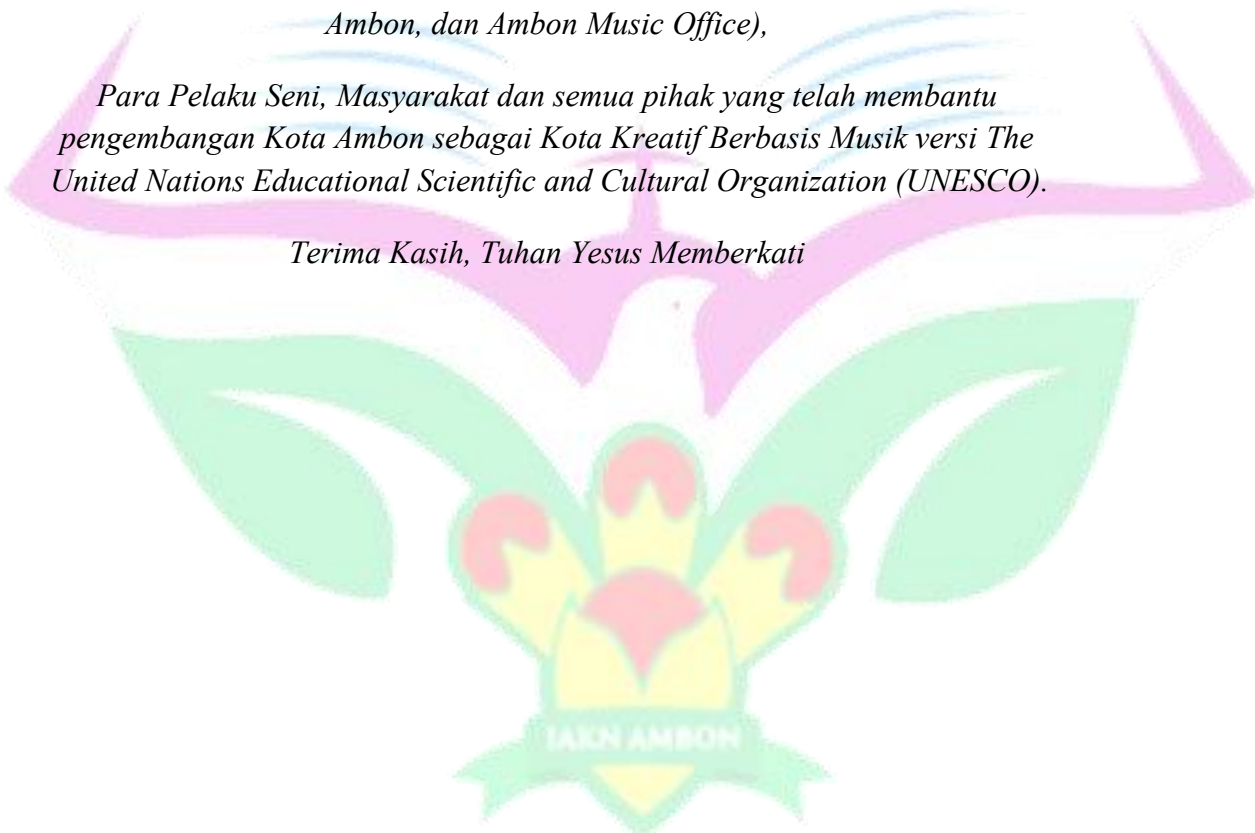 Ambon, dan Ambon Music Office),
Para Pelaku Seni, Masyarakat dan semua pihak yang telah membantu
pengembangan Kota Ambon sebagai Kota Kreatif Berbasis Musik versi The
United Nations Educational Scientific and Cultural Organization (UNESCO).
Terima Kasih, Tuhan Yesus Memberkati
IAKN AMBON